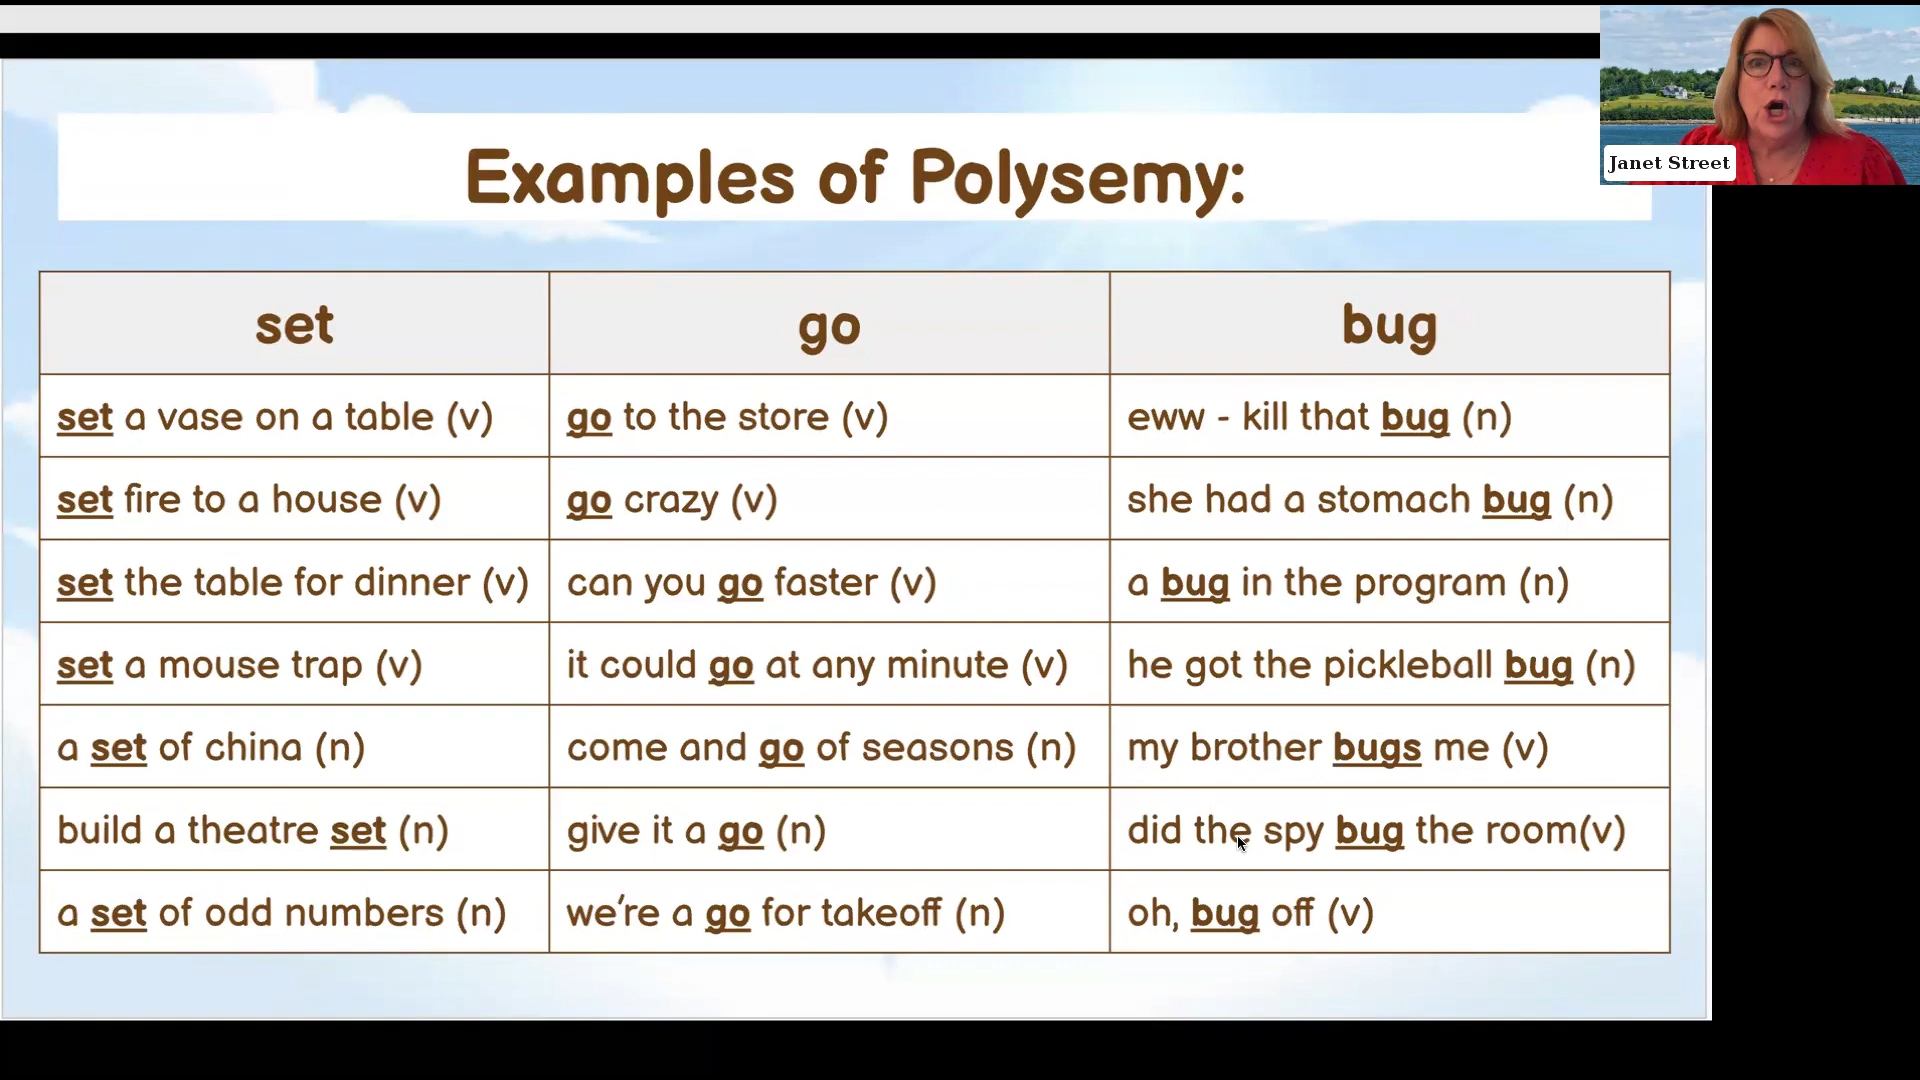 Janet Street
Examples of Polysemy:
set go bug
set a vase on a table (v) go to the store (v) eww - kill that bug (n)
set fire to a house (v) go crazy (v) she had a stomach bug (n)
set the table for dinner (v) can you go faster (v) a bug in the program (n)
set a mouse trap (v) it could go at any minute (v) he got the pickleball bug (n)
a set of china (n) come and go of seasons (n) my brother bugs me (v)
build a theatre set (n) give it a go (n) did the spy bug the room(v)
a set of odd numbers (n) we're a go for takeoff (n) oh, bug off (v)